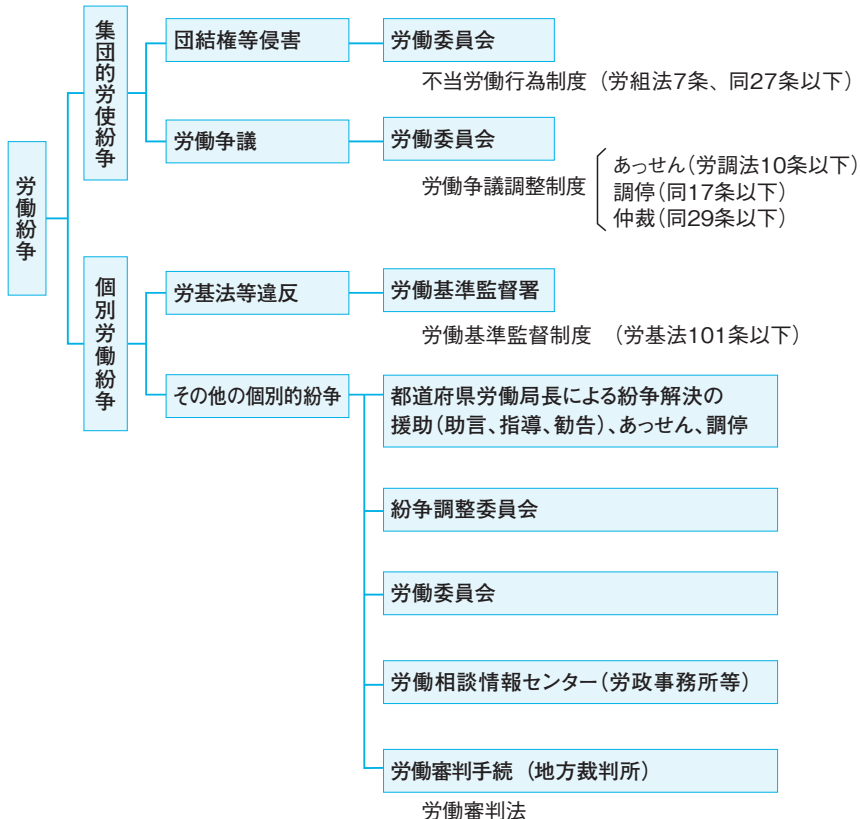 労働紛争
集団的労使紛争
団結権等侵害
労働委員会
不当労働行為制度（労組法7条、同27条以下）
労働争議
労働委員会
労働争議調整制度
あっせん（労調法10条以下）
調停（同17条以下）
仲裁（同29条以下）
個別労働紛争
労基法等違反
労働基準監督署
労働基準監督制度　（労基法101条以下）
その他の個別的紛争
都道府県労働局長による紛争解決の
援助（助言、指導、勧告）、あっせん、調停
紛争調整委員会
労働委員会
労働相談情報センター（労政事務所等）
労働審判手続（地方裁判所）
労働審判法